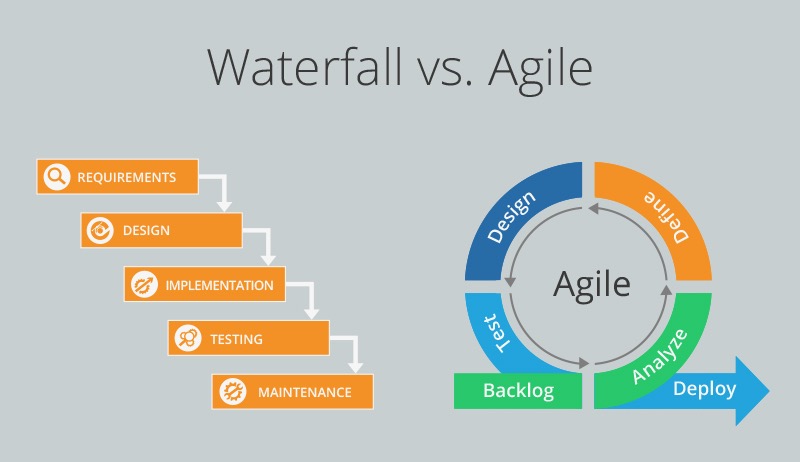 Waterfall vs. Agile
REQUIREMENTS
DESIGN
IMPLEMENTATION
TESTING
MAINTENANCE
Design
Define
Agile
Test
Analyze
Backlog
Deploy